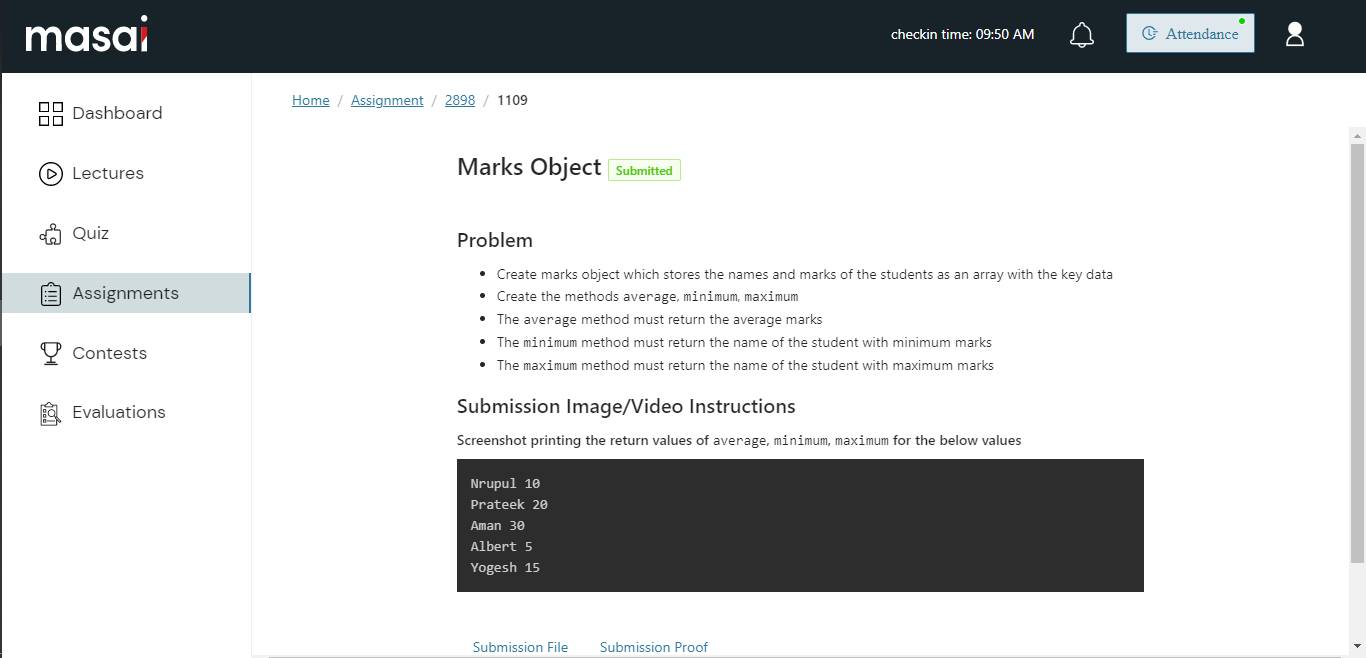 masai
checkin time: 09:50 AM
Attendance
Dashboard
Lectures
Quiz
Assignments
Contests
Evaluations
Home / Assignment / 2898 / 1109
Marks Object Submitted
Problem
• Create marks object which stores the names and marks of the students as an array with the key data
• Create the methods average, minimum, maximum
• The average method must return the average marks
• The minimum method must return the name of the student with minimum marks
• The maximum method must return the name of the student with maximum marks
Submission Image/Video Instructions
Screenshot printing the return values of average, minimum, maximum for the below values
Nrupul 10
Prateek 20
Aman 30
Albert 5
Yogesh 15
Submission File Submission Proof